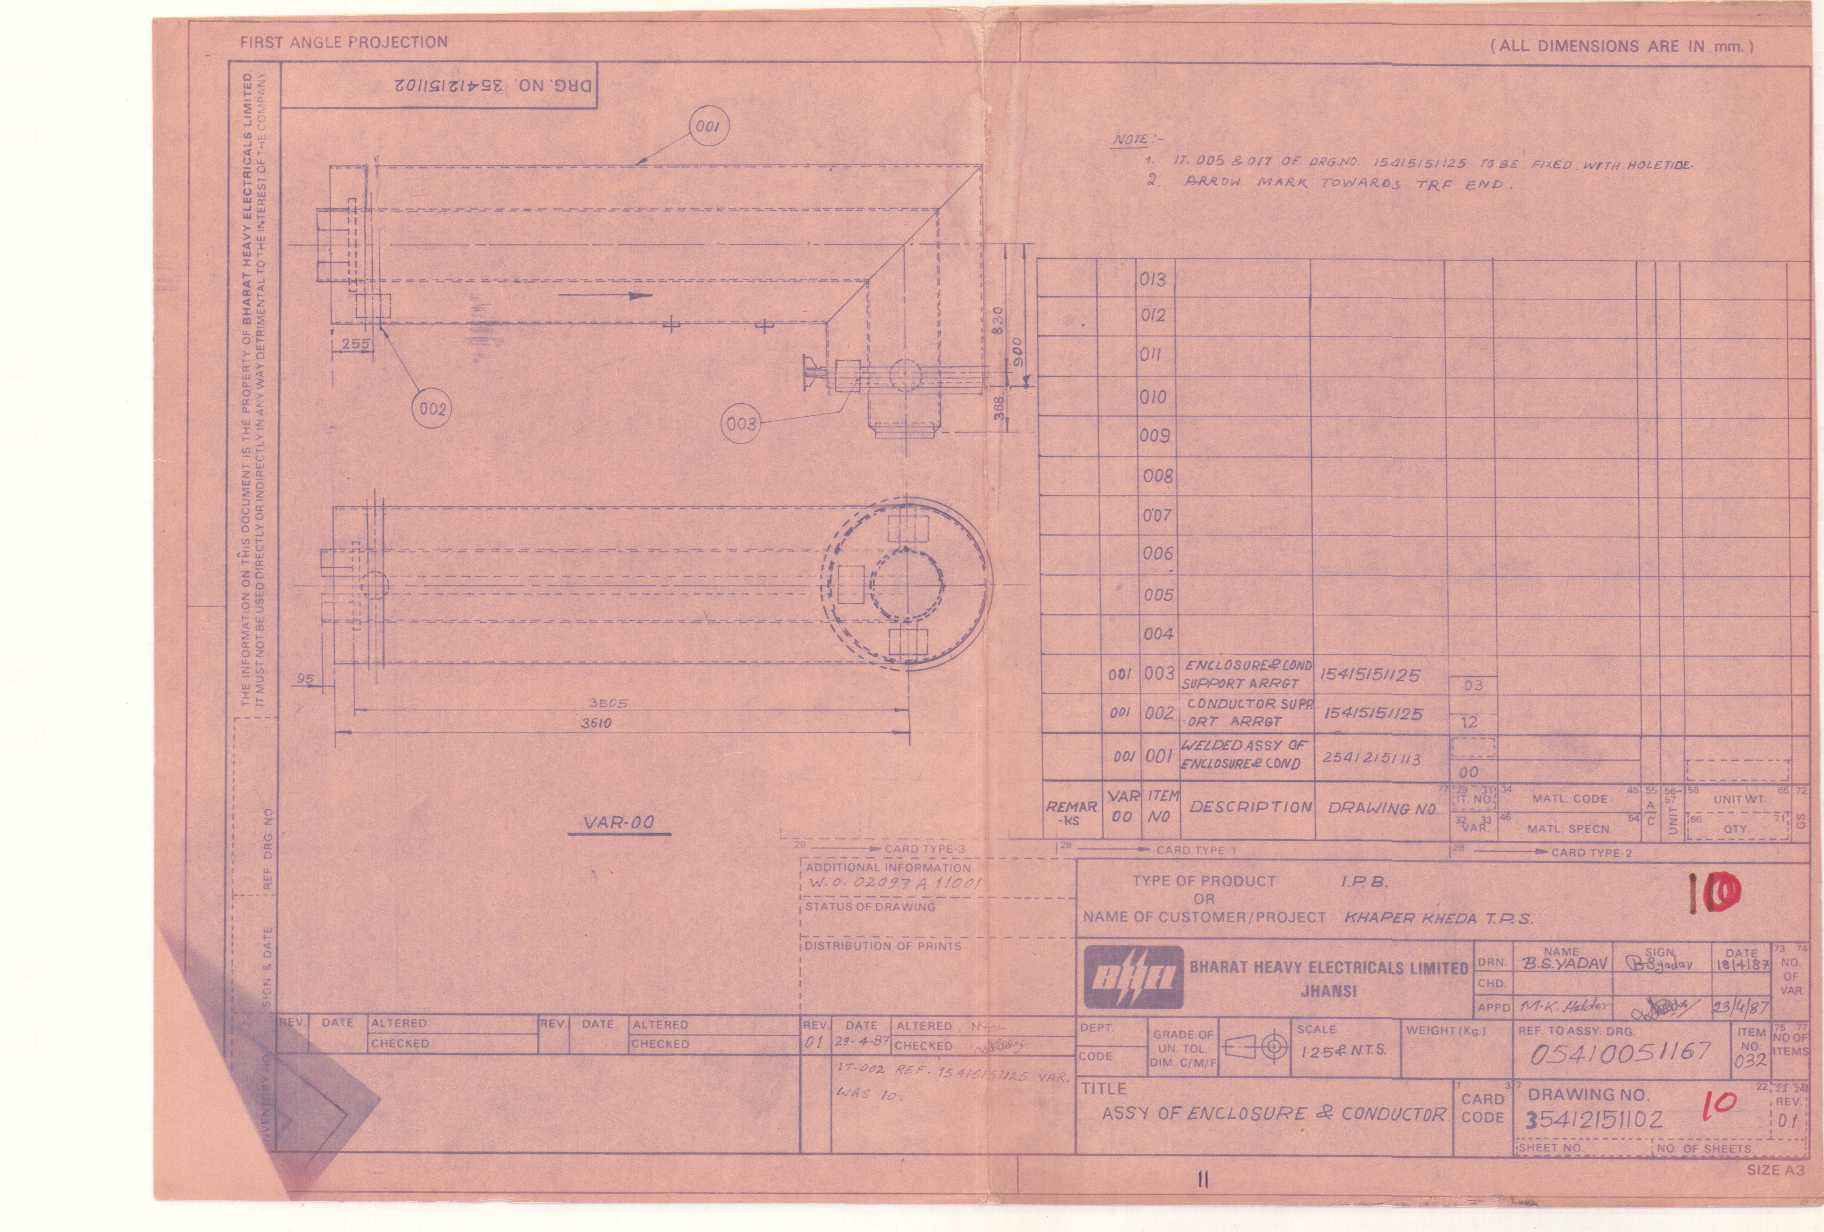 FIRST ANGLE PROJECTION
(ALL DIMENSIONS ARE IN mm.)
DRG. NO. 35412151102
THE INFORMATION ON THIS DOCUMENT IS THE PROPERTY OF BHARAT HEAVY ELECTRICALS LIMITED
IT MUST NOT BE USED DIRECTLY OR INDIRECTLY IN ANY WAY DETRIMENTAL TO THE INTEREST OF THE COMPANY
REF DRG NO
SIGN & DATE
NOTE:-
1. IT. 005 & 017 OF DRG.NO. 15415151125 TO BE FIXED WITH HOLETIDE.
2. ARROW MARK TOWARDS TRF END.
001
255
002
003
830
900
388
95
3505
3610
VAR-00
013
012
011
010
009
008
007
006
005
004
001 003 ENCLOSURE & COND SUPPORT ARRGT 15415151125 03
001 002 CONDUCTOR SUPP -ORT ARRGT 15415151125 12
001 001 WELDED ASSY OF ENCLOSURE & COND 25412151113 00
REMAR -KS VAR 00 ITEM NO DESCRIPTION DRAWING NO IT. NO. VAR. MATL. CODE MATL. SPECN. A C UNIT UNIT WT. QTY. GS
20 CARD TYPE-3
28 CARD TYPE-1
28 CARD TYPE-2
ADDITIONAL INFORMATION
W.O. 02097 A 11001
STATUS OF DRAWING
DISTRIBUTION OF PRINTS
TYPE OF PRODUCT I.P.B.
OR
NAME OF CUSTOMER/PROJECT KHAPER KHEDA T.P.S.
10
BHEL
BHARAT HEAVY ELECTRICALS LIMITED
JHANSI
NAME SIGN DATE
DRN. B.S.YADAV BSyadav 18/4/87
CHD.
APPD M.K. Halder 23/4/87
73 74 NO. OF VAR.
REV. DATE ALTERED
CHECKED
REV. DATE ALTERED
CHECKED
REV. DATE ALTERED
01 29-4-87 CHECKED
IT-002 REF. 15415151125 VAR.
WAS 10.
DEPT.
CODE
GRADE OF
UN. TOL.
DIM. C/M/F
SCALE
1:25 & N.T.S.
WEIGHT (Kg.)
REF. TO ASSY. DRG.
05410051167
ITEM NO. 032
75 77 NO OF ITEMS
TITLE
ASSY OF ENCLOSURE & CONDUCTOR
CARD CODE
DRAWING NO.
35412151102
10
REV.
01
SHEET NO. NO. OF SHEETS
SIZE A3
11